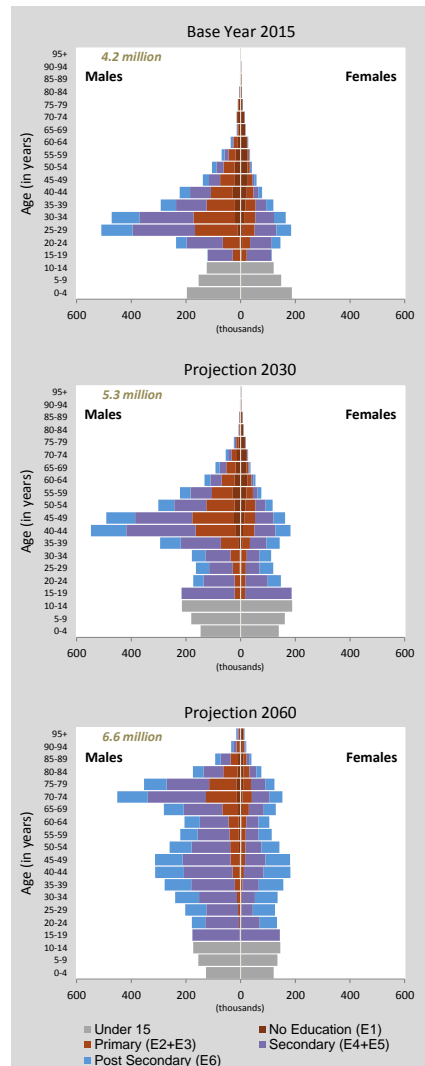 Base Year 2015
4.2 million
Males
Females
Age (in years)
95+
90-94
85-89
80-84
75-79
70-74
65-69
60-64
55-59
50-54
45-49
40-44
35-39
30-34
25-29
20-24
15-19
10-14
5-9
0-4
600 400 200 0 200 400 600
(thousands)
Projection 2030
5.3 million
Males
Females
Age (in years)
95+
90-94
85-89
80-84
75-79
70-74
65-69
60-64
55-59
50-54
45-49
40-44
35-39
30-34
25-29
20-24
15-19
10-14
5-9
0-4
600 400 200 0 200 400 600
(thousands)
Projection 2060
6.6 million
Males
Females
Age (in years)
95+
90-94
85-89
80-84
75-79
70-74
65-69
60-64
55-59
50-54
45-49
40-44
35-39
30-34
25-29
20-24
15-19
10-14
5-9
0-4
600 400 200 0 200 400 600
(thousands)
Under 15 No Education (E1)
Primary (E2+E3) Secondary (E4+E5)
Post Secondary (E6)